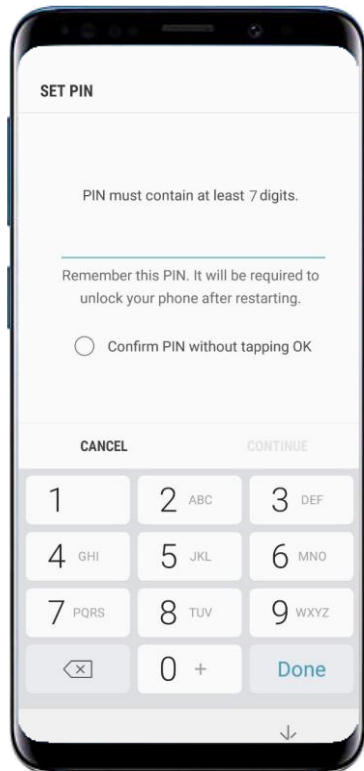 SET PIN
PIN must contain at least 7 digits.
Remember this PIN. It will be required to
unlock your phone after restarting.
Confirm PIN without tapping OK
CANCEL CONTINUE
1 2 ABC 3 DEF
4 GHI 5 JKL 6 MNO
7 PQRS 8 TUV 9 WXYZ
0 + Done